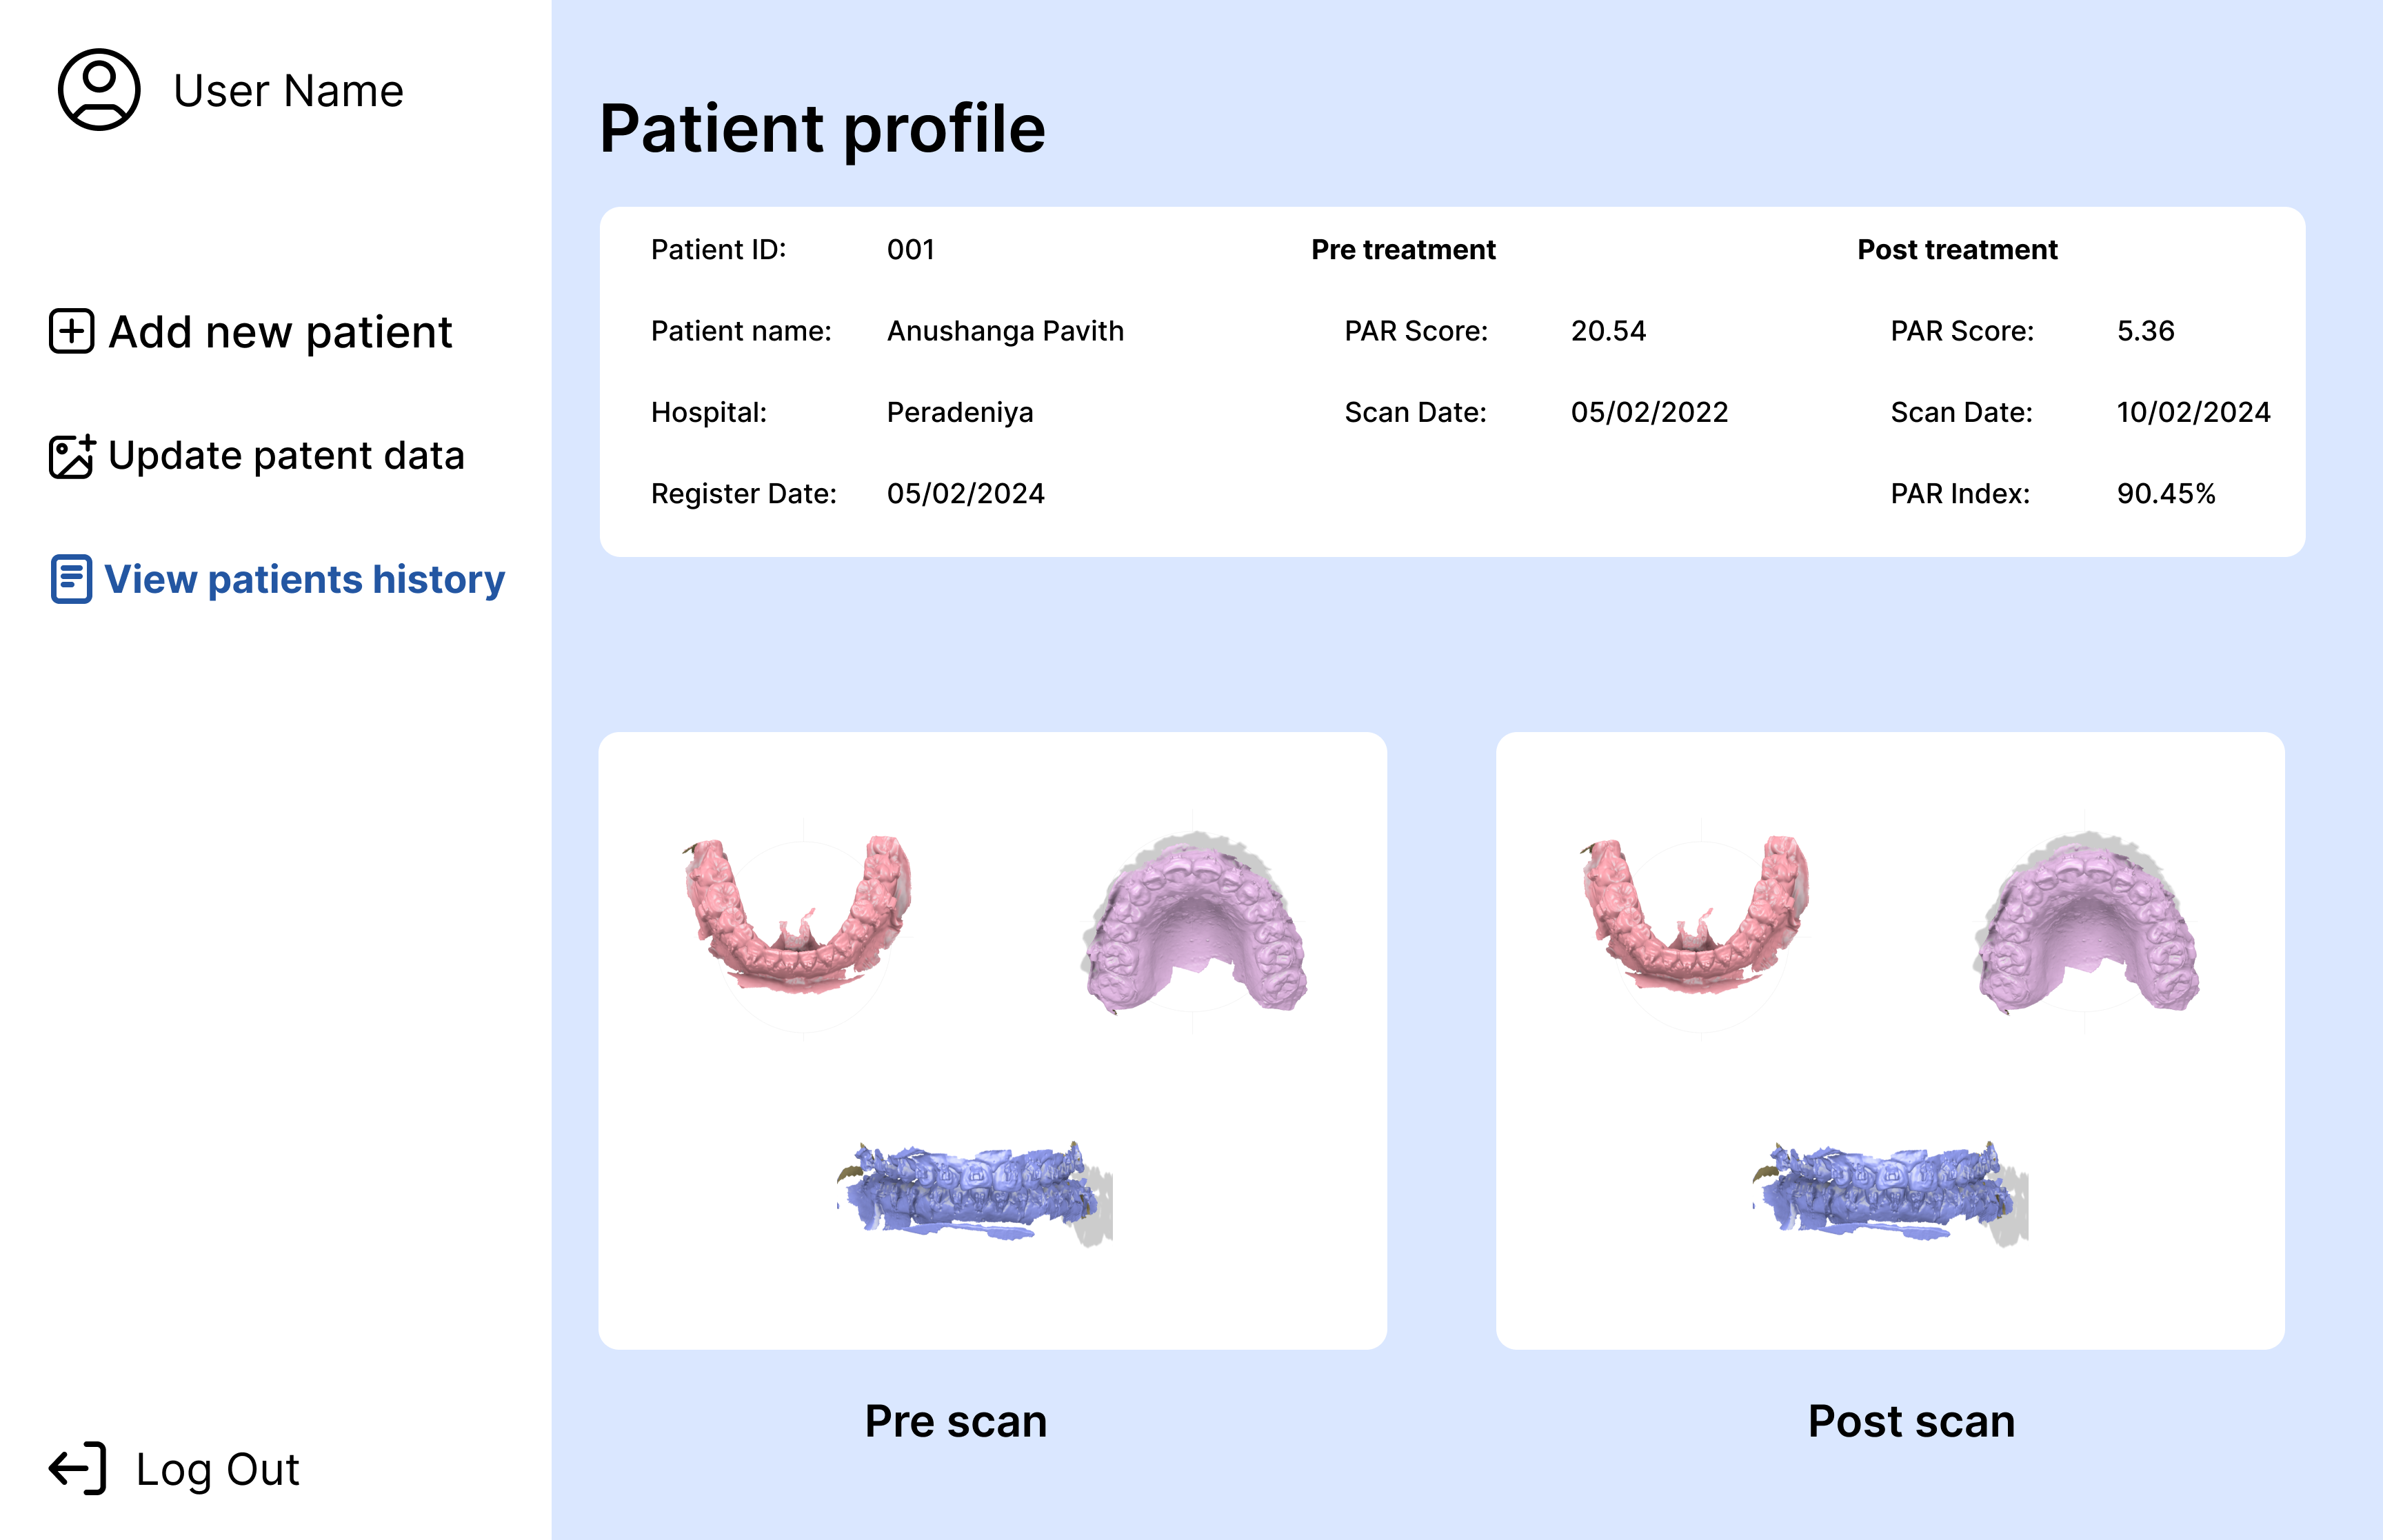 User Name
Add new patient
Update patent data
View patients history
Log Out
Patient profile
Patient ID: 001
Patient name: Anushanga Pavith
Hospital: Peradeniya
Register Date: 05/02/2024
Pre treatment
PAR Score: 20.54
Scan Date: 05/02/2022
Post treatment
PAR Score: 5.36
Scan Date: 10/02/2024
PAR Index: 90.45%
Pre scan
Post scan